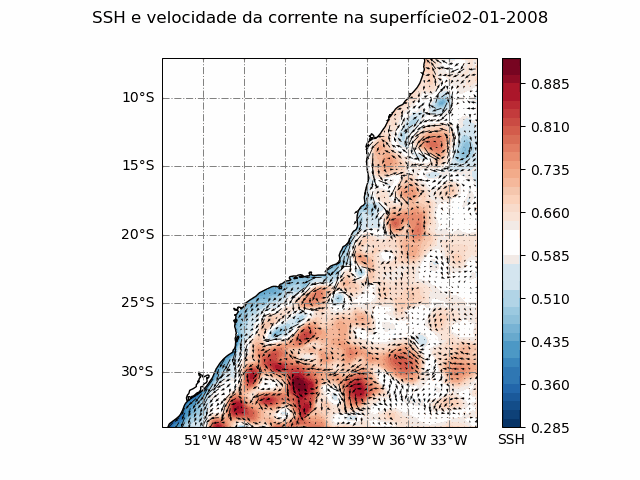 SSH e velocidade da corrente na superfície02-01-2008
10°S
15°S
20°S
25°S
30°S
51°W 48°W 45°W 42°W 39°W 36°W 33°W
0.885
0.810
0.735
0.660
0.585
0.510
0.435
0.360
0.285
SSH